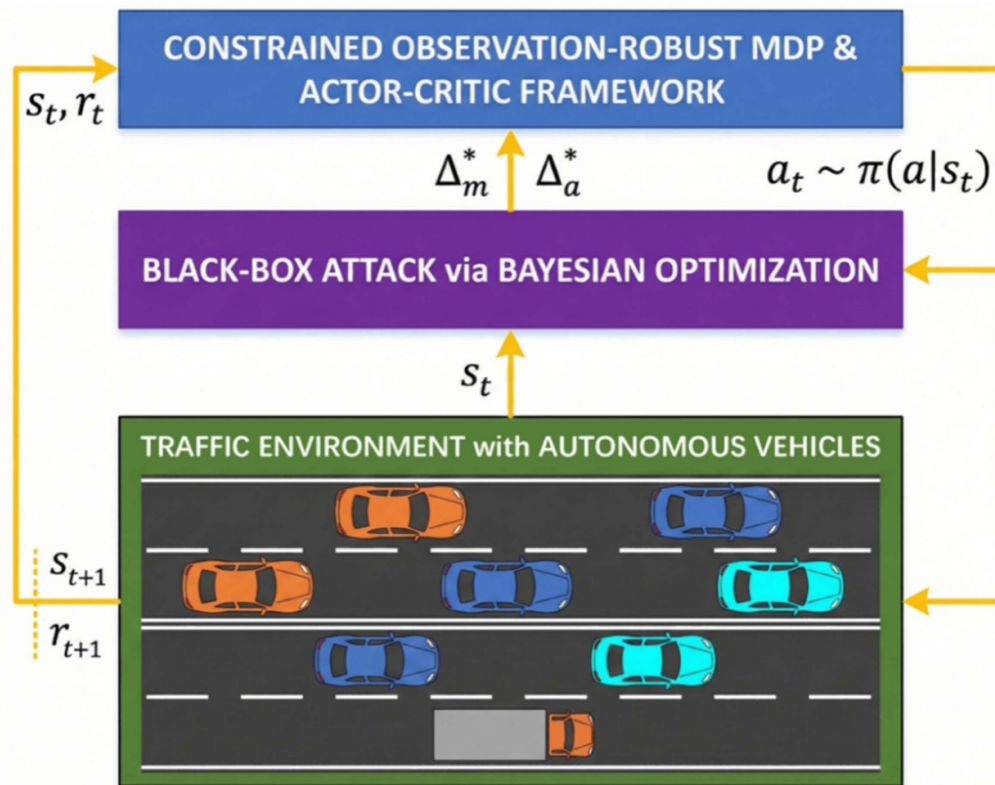 CONSTRAINED OBSERVATION-ROBUST MDP &
ACTOR-CRITIC FRAMEWORK
s_t, r_t
Δ*_m Δ*_a
a_t ~ π(a|s_t)
BLACK-BOX ATTACK via BAYESIAN OPTIMIZATION
s_t
TRAFFIC ENVIRONMENT with AUTONOMOUS VEHICLES
s_{t+1}
r_{t+1}